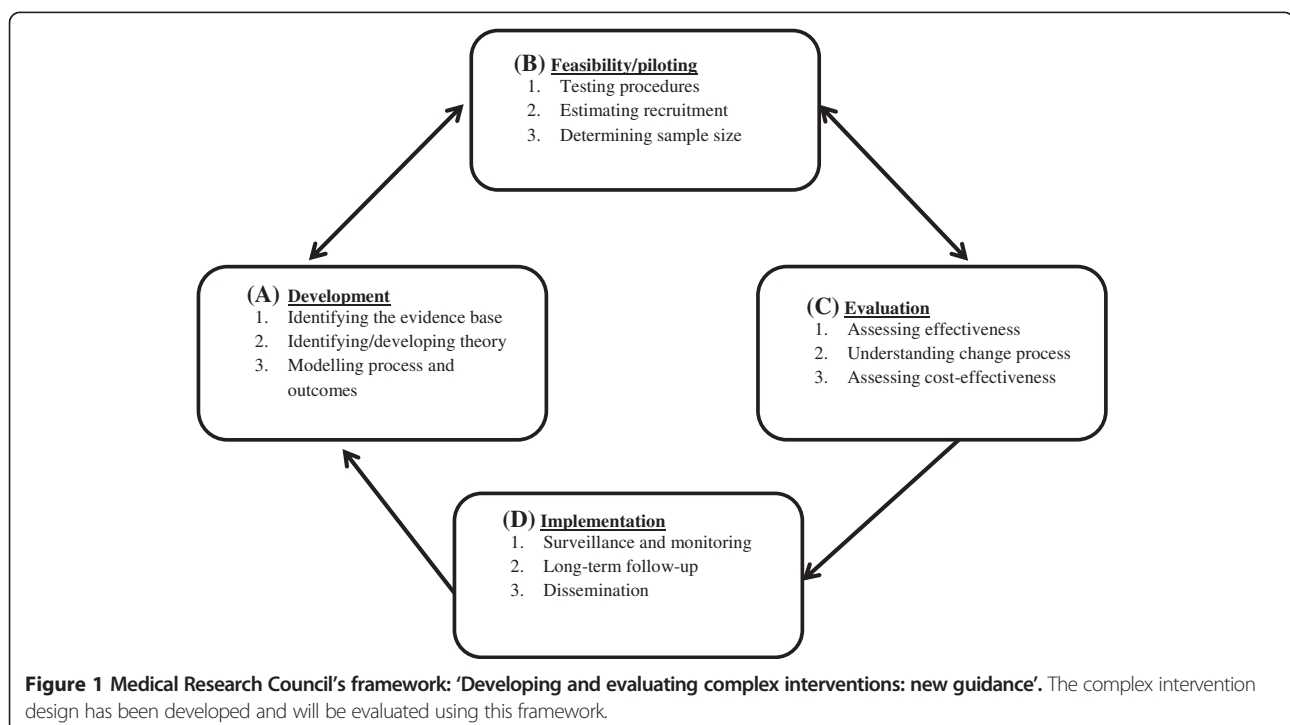 (B) Feasibility/piloting
1. Testing procedures
2. Estimating recruitment
3. Determining sample size
(A) Development
1. Identifying the evidence base
2. Identifying/developing theory
3. Modelling process and
outcomes
(C) Evaluation
1. Assessing effectiveness
2. Understanding change process
3. Assessing cost-effectiveness
(D) Implementation
1. Surveillance and monitoring
2. Long-term follow-up
3. Dissemination
Figure 1 Medical Research Council's framework: 'Developing and evaluating complex interventions: new guidance'. The complex intervention
design has been developed and will be evaluated using this framework.